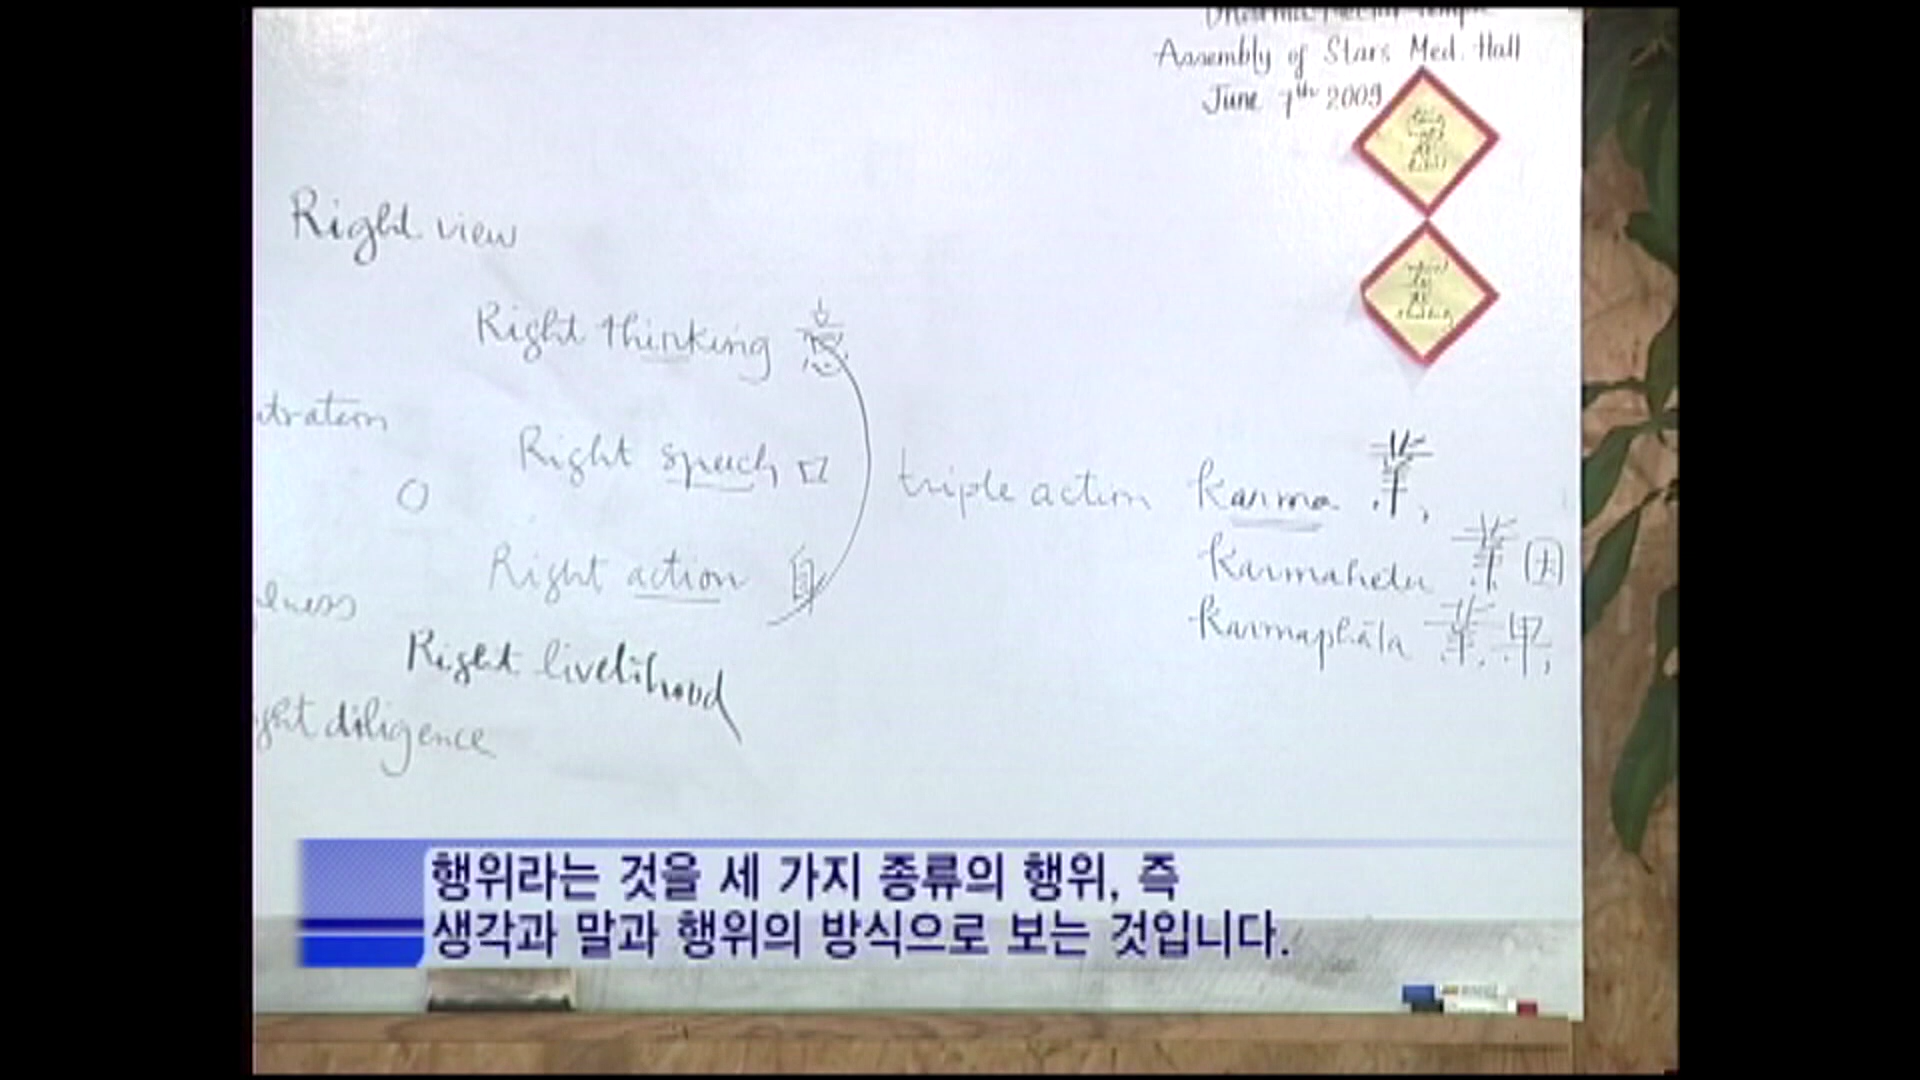 Assembly of Stars Med. Hall
June 7th 2009
Right view
Right thinking 意
tration
Right speech 口
triple action Karma 業,
Right action 身
Karmahetu 業因
eness
Karmaphala 業果,
Right livelihood
ght diligence
행위라는 것을 세 가지 종류의 행위, 즉
생각과 말과 행위의 방식으로 보는 것입니다.